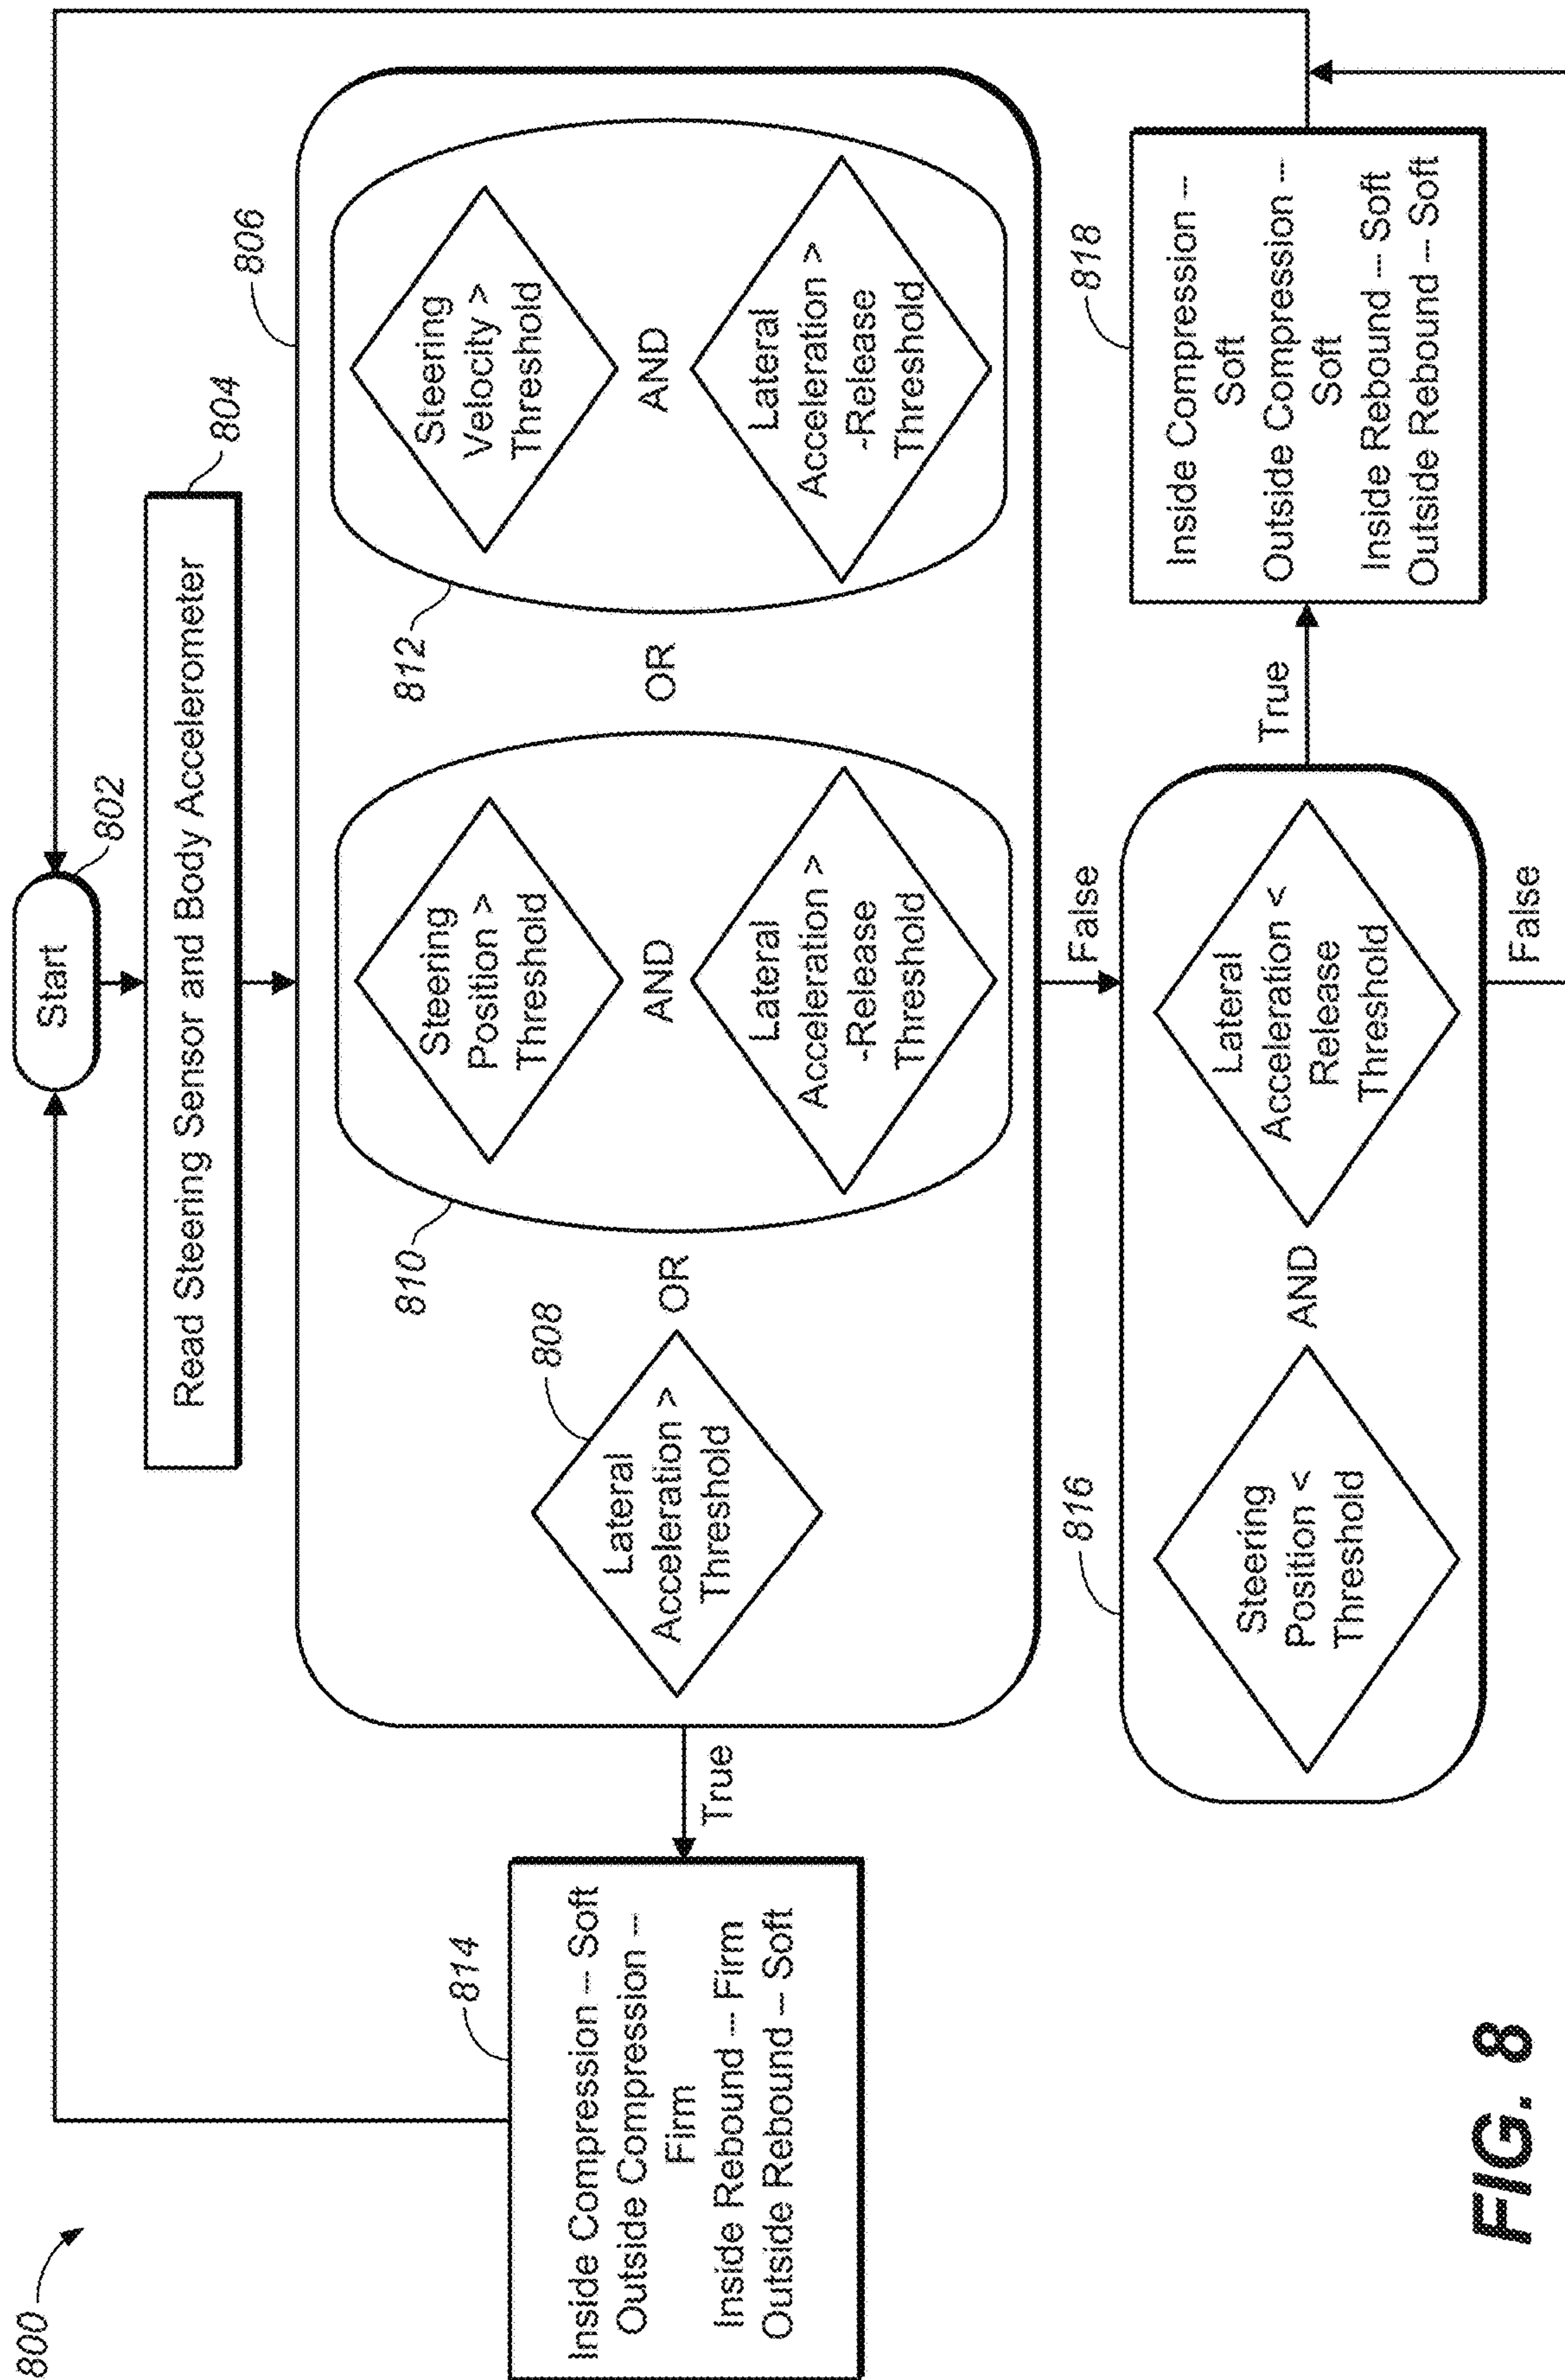 800
Start
802
Read Steering Sensor and Body Accelerometer
804
806
808
Lateral
Acceleration >
Threshold
OR
810
Steering
Position >
Threshold
AND
Lateral
Acceleration >
-Release
Threshold
OR
812
Steering
Velocity >
Threshold
AND
Lateral
Acceleration >
-Release
Threshold
True
814
Inside Compression – Soft
Outside Compression –
Firm
Inside Rebound – Firm
Outside Rebound – Soft
False
816
Steering
Position <
Threshold
AND
Lateral
Acceleration <
Release
Threshold
True
818
Inside Compression –
Soft
Outside Compression –
Soft
Inside Rebound – Soft
Outside Rebound – Soft
False
FIG. 8